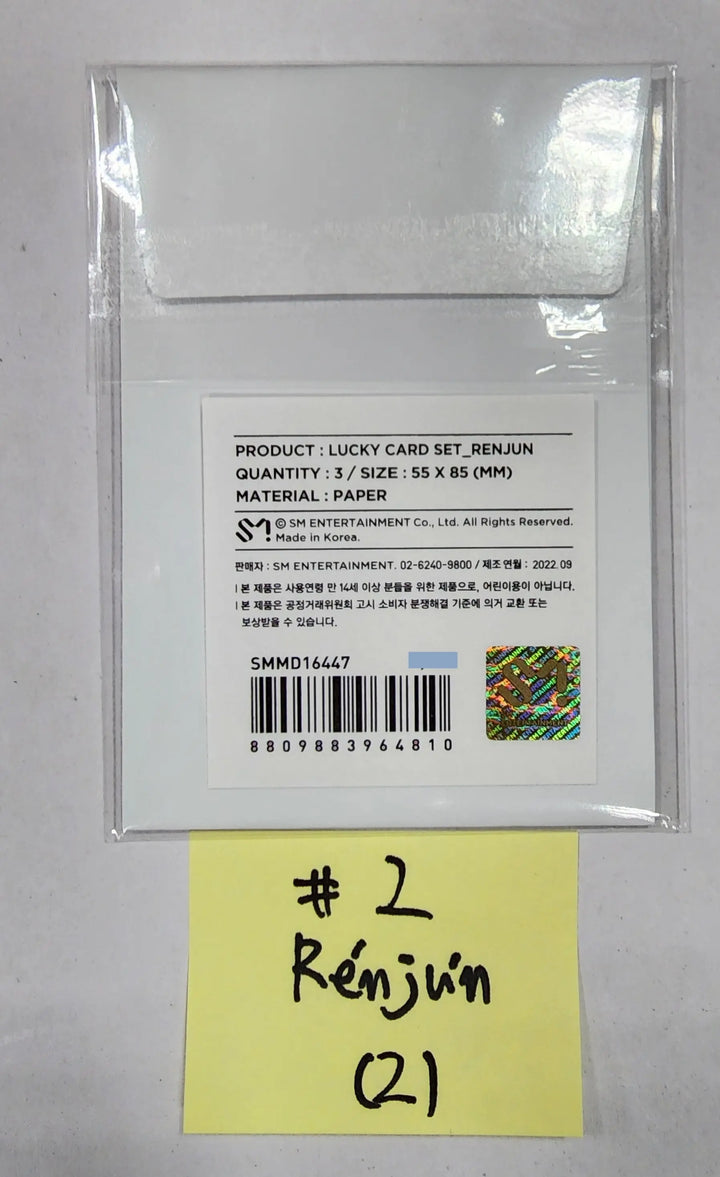 PRODUCT : LUCKY CARD SET_RENJUN
QUANTITY : 3 / SIZE : 55 X 85 (MM)
MATERIAL : PAPER
SM! © SM ENTERTAINMENT Co., Ltd. All Rights Reserved.
Made in Korea.
판매자 : SM ENTERTAINMENT. 02-6240-9800 / 제조 연월 : 2022. 09
| 본 제품은 사용연령 만 14세 이상 분들을 위한 제품으로, 어린이용이 아닙니다.
| 본 제품은 공정거래위원회 고시 소비자 분쟁해결 기준에 의거 교환 또는
보상받을 수 있습니다.
SMMD16447
8809883964810
SM
ENTERTAINMENT
# 2
Rénjún
(2)